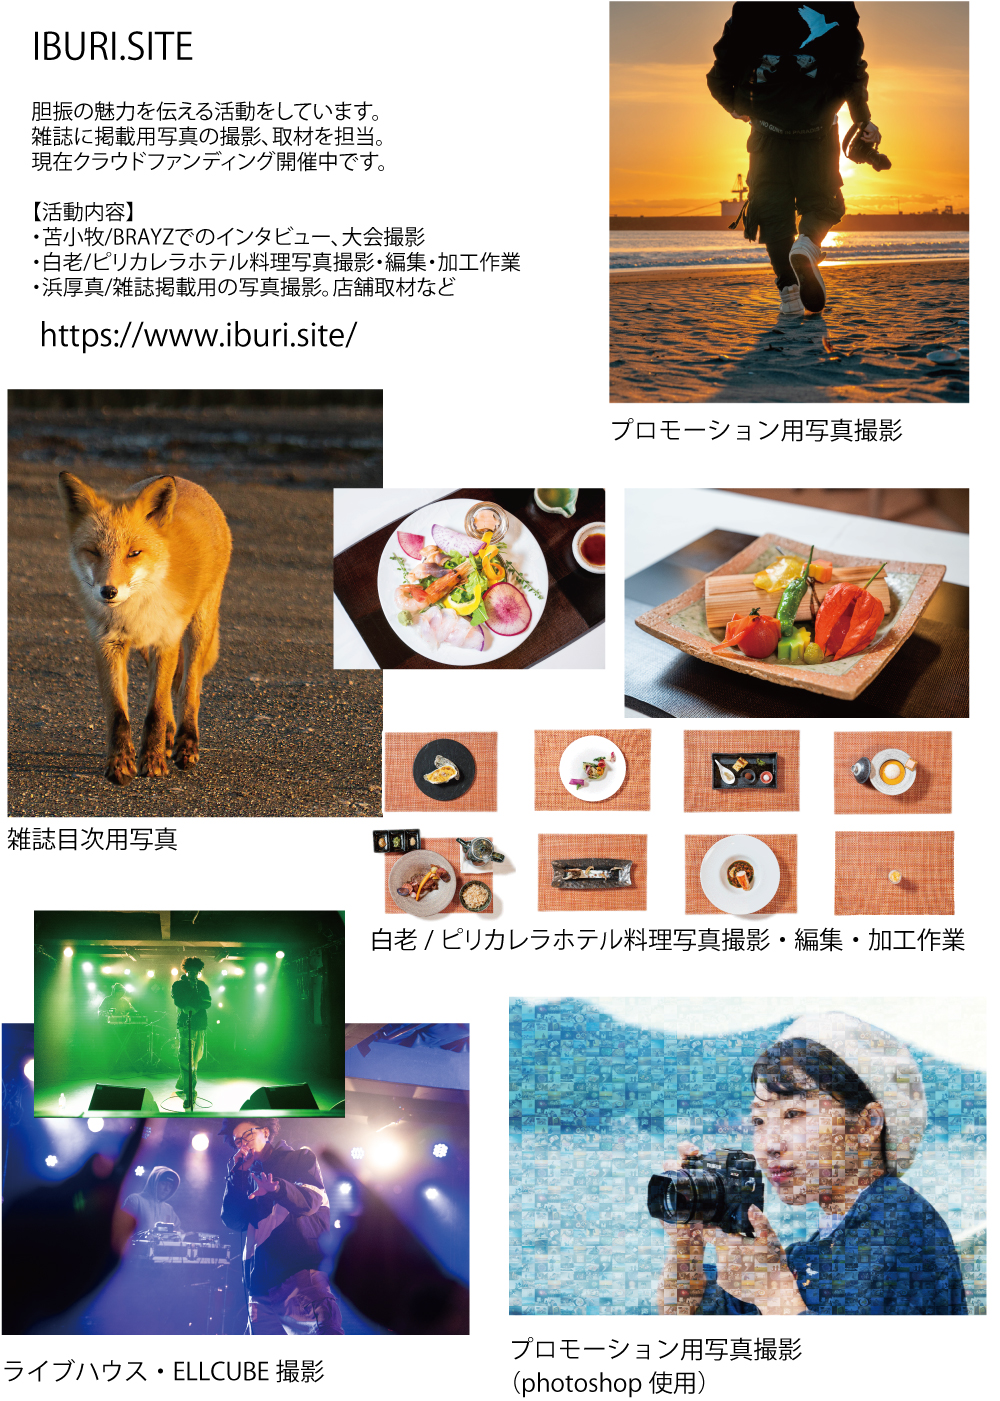 IBURI.SITE
胆振の魅力を伝える活動をしています。
雑誌に掲載用写真の撮影、取材を担当。
現在クラウドファンディング開催中です。
【活動内容】
・苫小牧/BRAYZでのインタビュー、大会撮影
・白老/ピリカレラホテル料理写真撮影・編集・加工作業
・浜厚真/雑誌掲載用の写真撮影。店舗取材など
https://www.iburi.site/
プロモーション用写真撮影
雑誌目次用写真
白老 / ピリカレラホテル料理写真撮影・編集・加工作業
ライブハウス・ELLCUBE 撮影
プロモーション用写真撮影
（photoshop 使用）